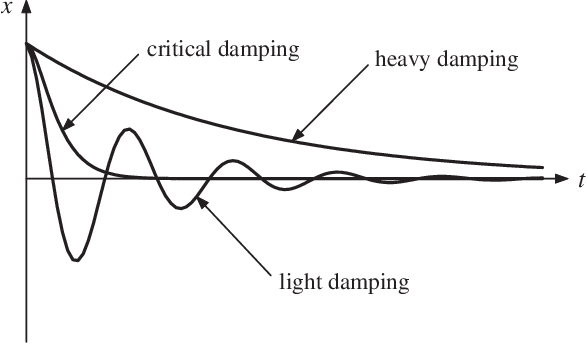 x
critical damping
heavy damping
t
light damping